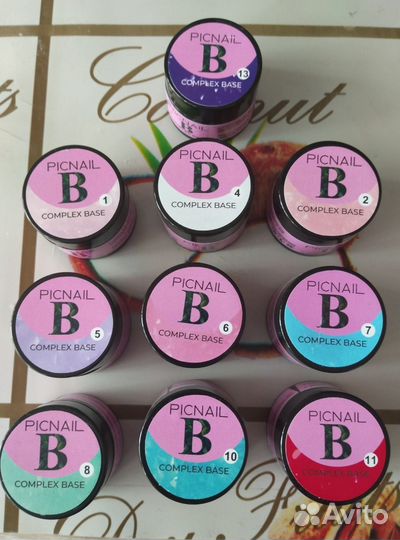 PICNAIL
B
13
COMPLEX BASE
PICNAIL
B
1
COMPLEX BASE
PICNAIL
B
4
COMPLEX BASE
PICNAIL
B
2
COMPLEX BASE
PICNAIL
B
5
COMPLEX BASE
PICNAIL
B
6
COMPLEX BASE
PICNAIL
B
7
COMPLEX BASE
PICNAIL
B
8
COMPLEX BASE
PICNAIL
B
10
COMPLEX BASE
PICNAIL
B
11
COMPLEX BASE
Avito